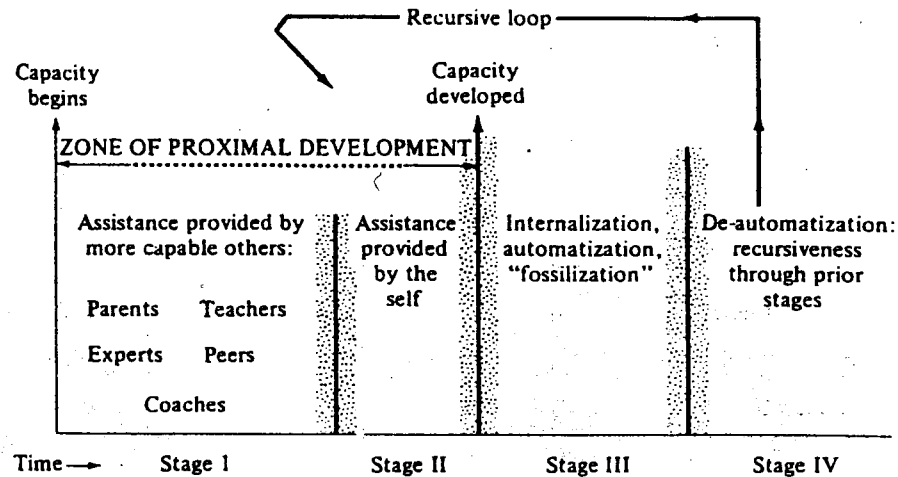 Recursive loop
Capacity
begins
Capacity
developed
ZONE OF PROXIMAL DEVELOPMENT
Assistance provided by
more capable others:
Parents Teachers
Experts Peers
Coaches
Assistance
provided
by the
self
Internalization,
automatization,
“fossilization”
De-automatization:
recursiveness
through prior
stages
Time
Stage I
Stage II
Stage III
Stage IV